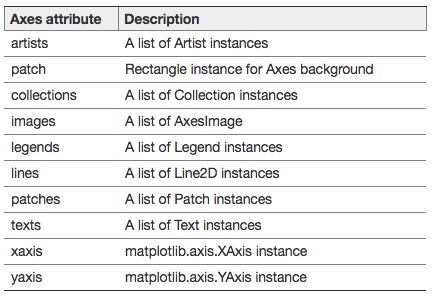 Axes attribute Description
artists A list of Artist instances
patch Rectangle instance for Axes background
collections A list of Collection instances
images A list of AxesImage
legends A list of Legend instances
lines A list of Line2D instances
patches A list of Patch instances
texts A list of Text instances
xaxis matplotlib.axis.XAxis instance
yaxis matplotlib.axis.YAxis instance